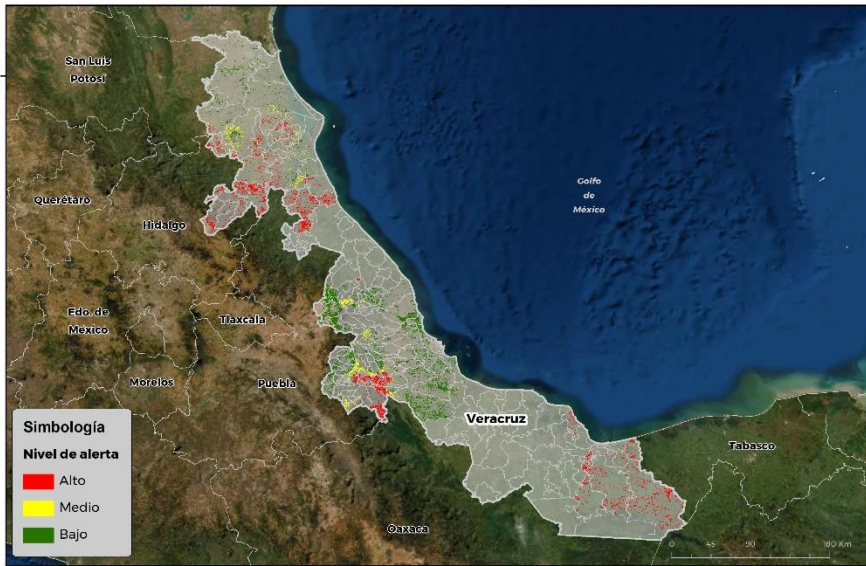 San Luis
Potosí
Querétaro
Hidalgo
Golfo
de
México
Edo. de
México
Tlaxcala
Morelos
Puebla
Veracruz
Tabasco
Oaxaca
Simbología
Nivel de alerta
Alto
Medio
Bajo
0 45 90 180 Km